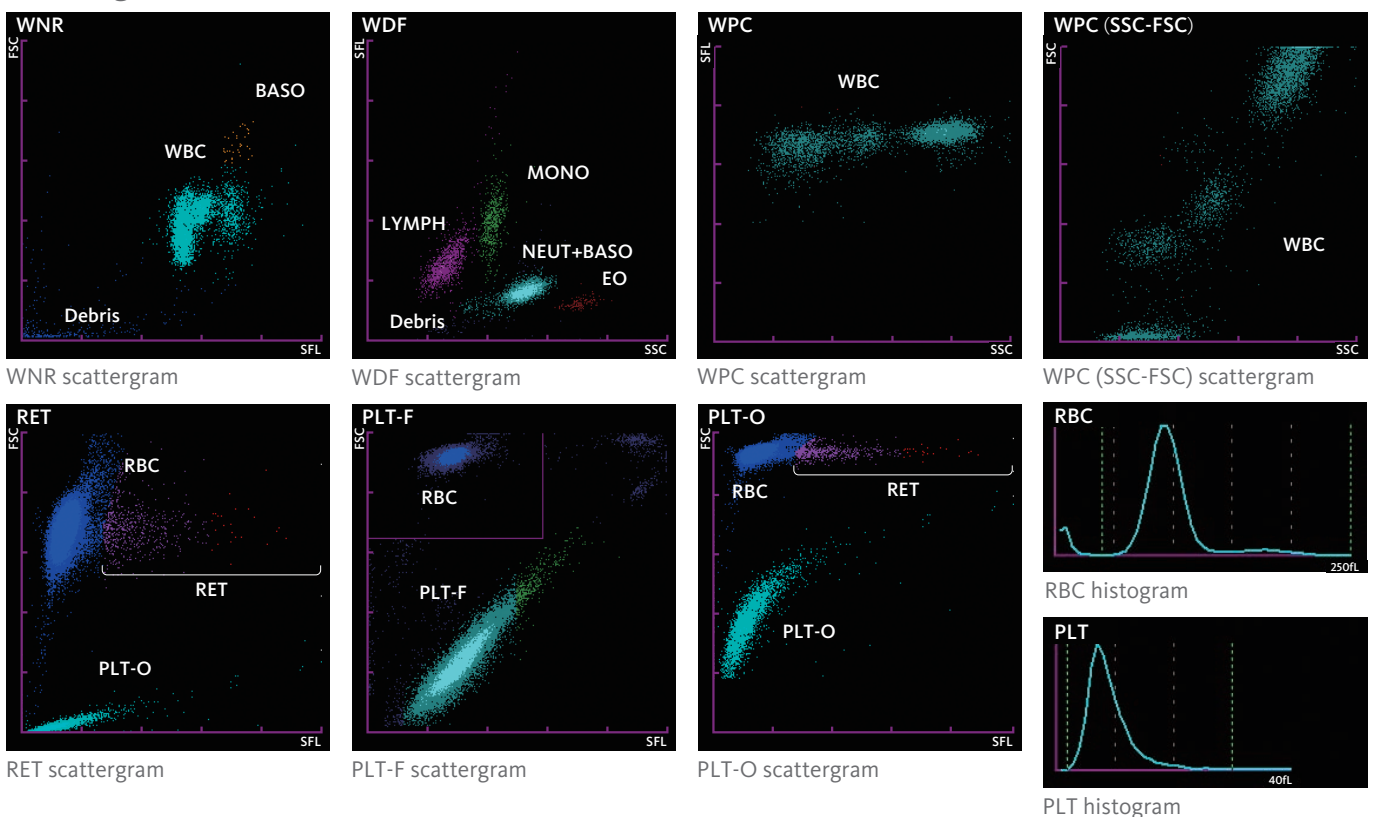 WNR
FSC
BASO
WBC
Debris
SFL
WNR scattergram
WDF
SFL
MONO
LYMPH
NEUT+BASO
EO
Debris
SSC
WDF scattergram
WPC
SFL
WBC
SSC
WPC scattergram
WPC (SSC-FSC)
FSC
WBC
SSC
WPC (SSC-FSC) scattergram
RET
FSC
RBC
RET
PLT-O
SFL
RET scattergram
PLT-F
FSC
RBC
PLT-F
SFL
PLT-F scattergram
PLT-O
FSC
RBC
RET
PLT-O
SFL
PLT-O scattergram
RBC
250fL
RBC histogram
PLT
40fL
PLT histogram